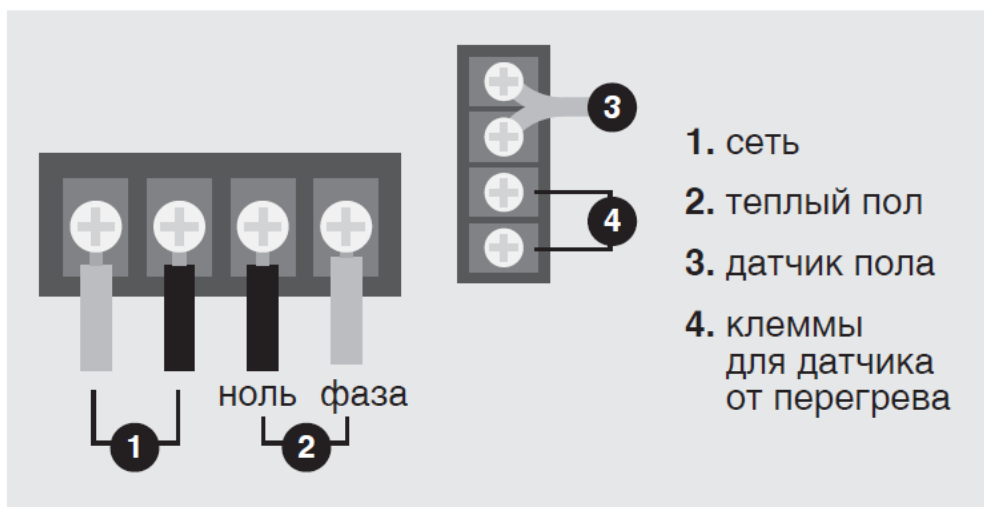 3
4
ноль фаза
1
2
1. сеть
2. теплый пол
3. датчик пола
4. клеммы
для датчика
от перегрева